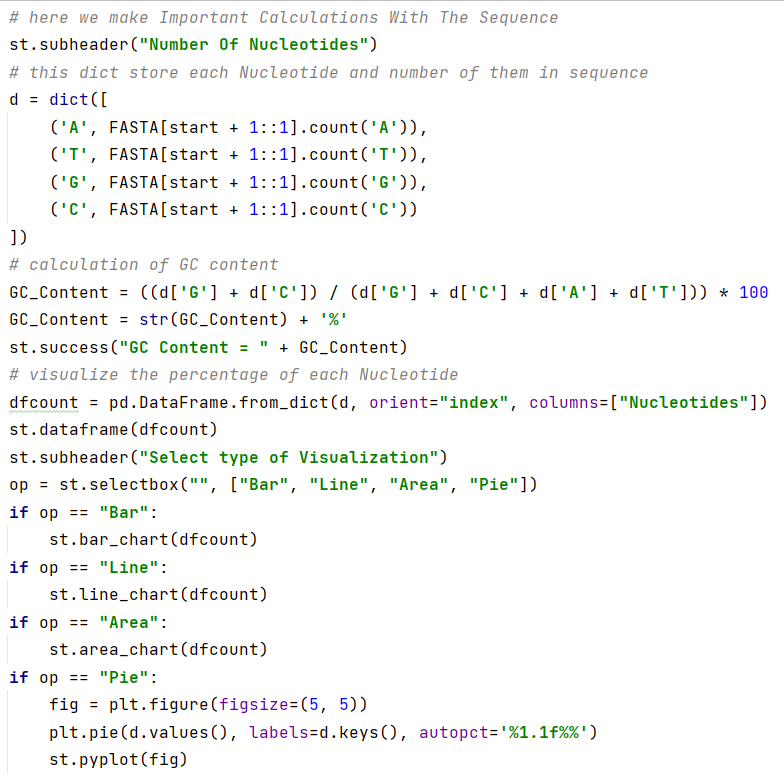 # here we make Important Calculations With The Sequence
st.subheader("Number Of Nucleotides")
# this dict store each Nucleotide and number of them in sequence
d = dict([
    ('A', FASTA[start + 1::1].count('A')),
    ('T', FASTA[start + 1::1].count('T')),
    ('G', FASTA[start + 1::1].count('G')),
    ('C', FASTA[start + 1::1].count('C'))
])
# calculation of GC content
GC_Content = ((d['G'] + d['C']) / (d['G'] + d['C'] + d['A'] + d['T'])) * 100
GC_Content = str(GC_Content) + '%'
st.success("GC Content = " + GC_Content)
# visualize the percentage of each Nucleotide
dfcount = pd.DataFrame.from_dict(d, orient="index", columns=["Nucleotides"])
st.dataframe(dfcount)
st.subheader("Select type of Visualization")
op = st.selectbox("", ["Bar", "Line", "Area", "Pie"])
if op == "Bar":
    st.bar_chart(dfcount)
if op == "Line":
    st.line_chart(dfcount)
if op == "Area":
    st.area_chart(dfcount)
if op == "Pie":
    fig = plt.figure(figsize=(5, 5))
    plt.pie(d.values(), labels=d.keys(), autopct='%1.1f%%')
    st.pyplot(fig)